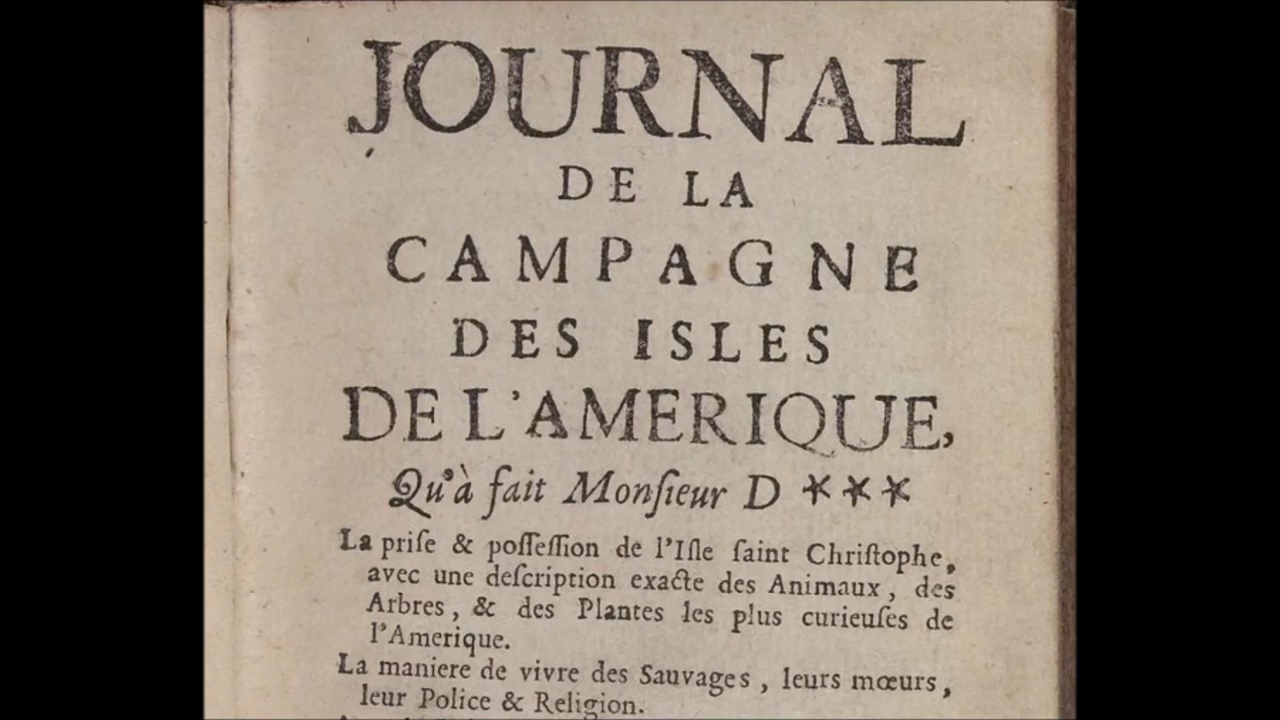 JOURNAL
DE LA
CAMPAGNE
DES ISLES
DE L'AMERIQUE,
Qu'à fait Monſieur D ***
La priſe & poſſeſſion de l'Iſle ſaint Chriſtophe,
avec une deſcription exacte des Animaux, des
Arbres, & des Plantes les plus curieuſes de
l'Amerique.
La maniere de vivre des Sauvages, leurs mœurs,
leur Police & Religion.